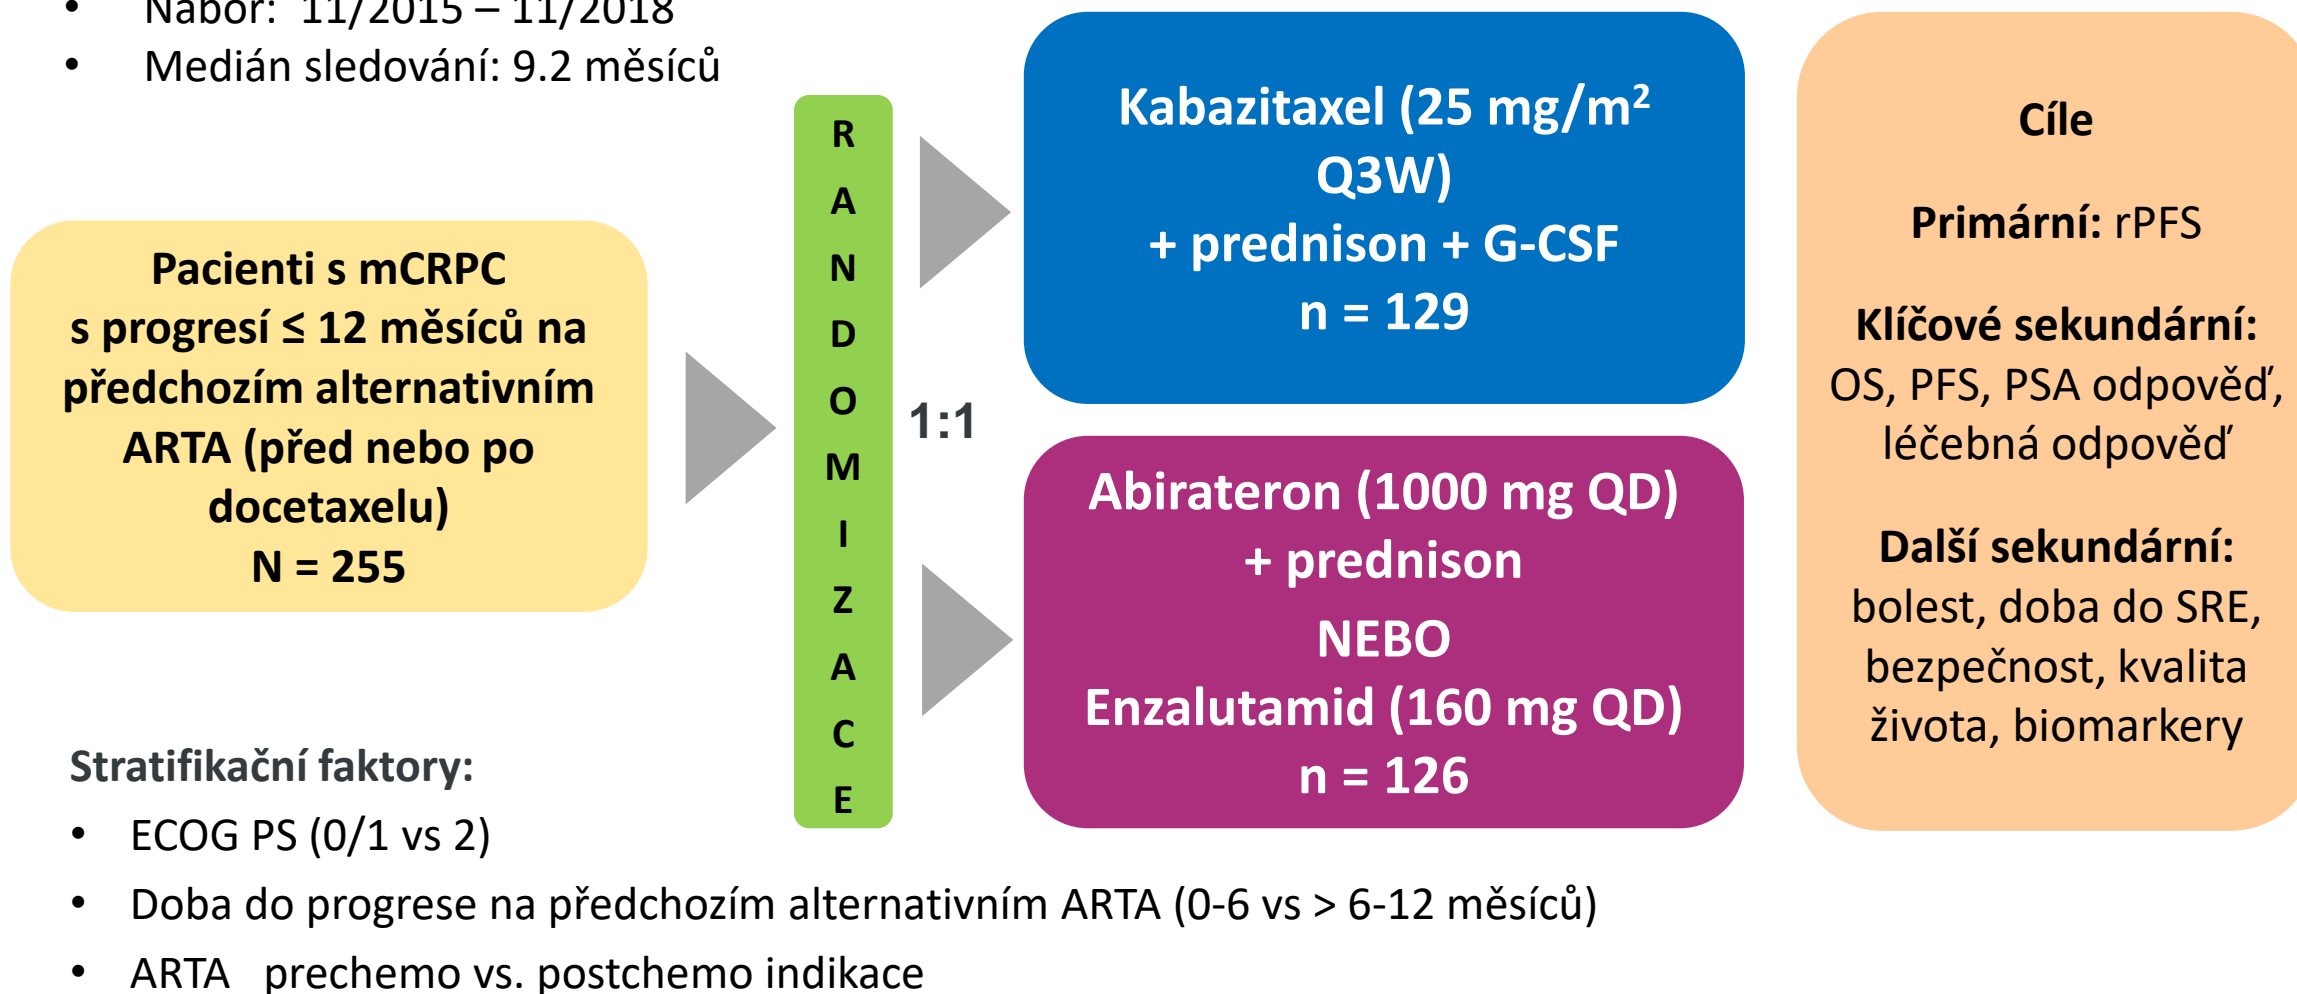 • Nábor: 11/2015 – 11/2018
• Medián sledování: 9.2 měsíců
Pacienti s mCRPC
s progresí ≤ 12 měsíců na
předchozím alternativním
ARTA (před nebo po
docetaxelu)
N = 255
R
A
N
D
O
M
I
Z
A
C
E
1:1
Kabazitaxel (25 mg/m²
Q3W)
+ prednison + G-CSF
n = 129
Abirateron (1000 mg QD)
+ prednison
NEBO
Enzalutamid (160 mg QD)
n = 126
Cíle
Primární: rPFS
Klíčové sekundární:
OS, PFS, PSA odpověď,
léčebná odpověď
Další sekundární:
bolest, doba do SRE,
bezpečnost, kvalita
života, biomarkery
Stratifikační faktory:
• ECOG PS (0/1 vs 2)
• Doba do progrese na předchozím alternativním ARTA (0-6 vs > 6-12 měsíců)
• ARTA prechemo vs. postchemo indikace